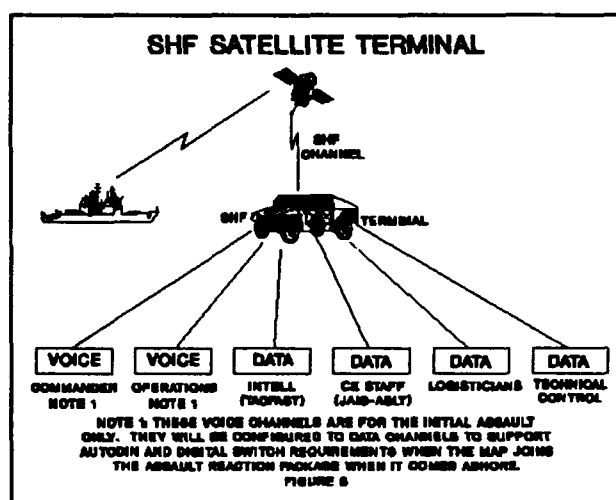 SHF SATELLITE TERMINAL
SHF
CHANNEL
SHF
TERMINAL
VOICE VOICE DATA DATA DATA DATA
COMMANDER OPERATIONS INTELL CE STAFF LOGISTICIANS TECHNICAL
NOTE 1 NOTE 1 (TACFAST) (JAIS-ABLT) CONTROL
NOTE 1: THESE VOICE CHANNELS ARE FOR THE INITIAL ASSAULT
ONLY. THEY WILL BE CONFIGURED TO DATA CHANNELS TO SUPPORT
AUTODIN AND DIGITAL SWITCH REQUIREMENTS WHEN THE MAP JOINS
THE ASSAULT REACTION PACKAGE WHEN IT COMES ASHORE.
FIGURE